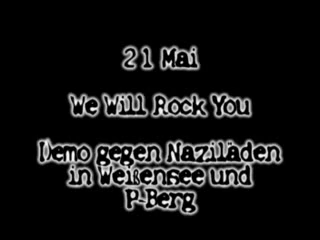 21 Mai
We Will Rock You
Demo gegen Naziläden
in Weißensee und
P-Berg